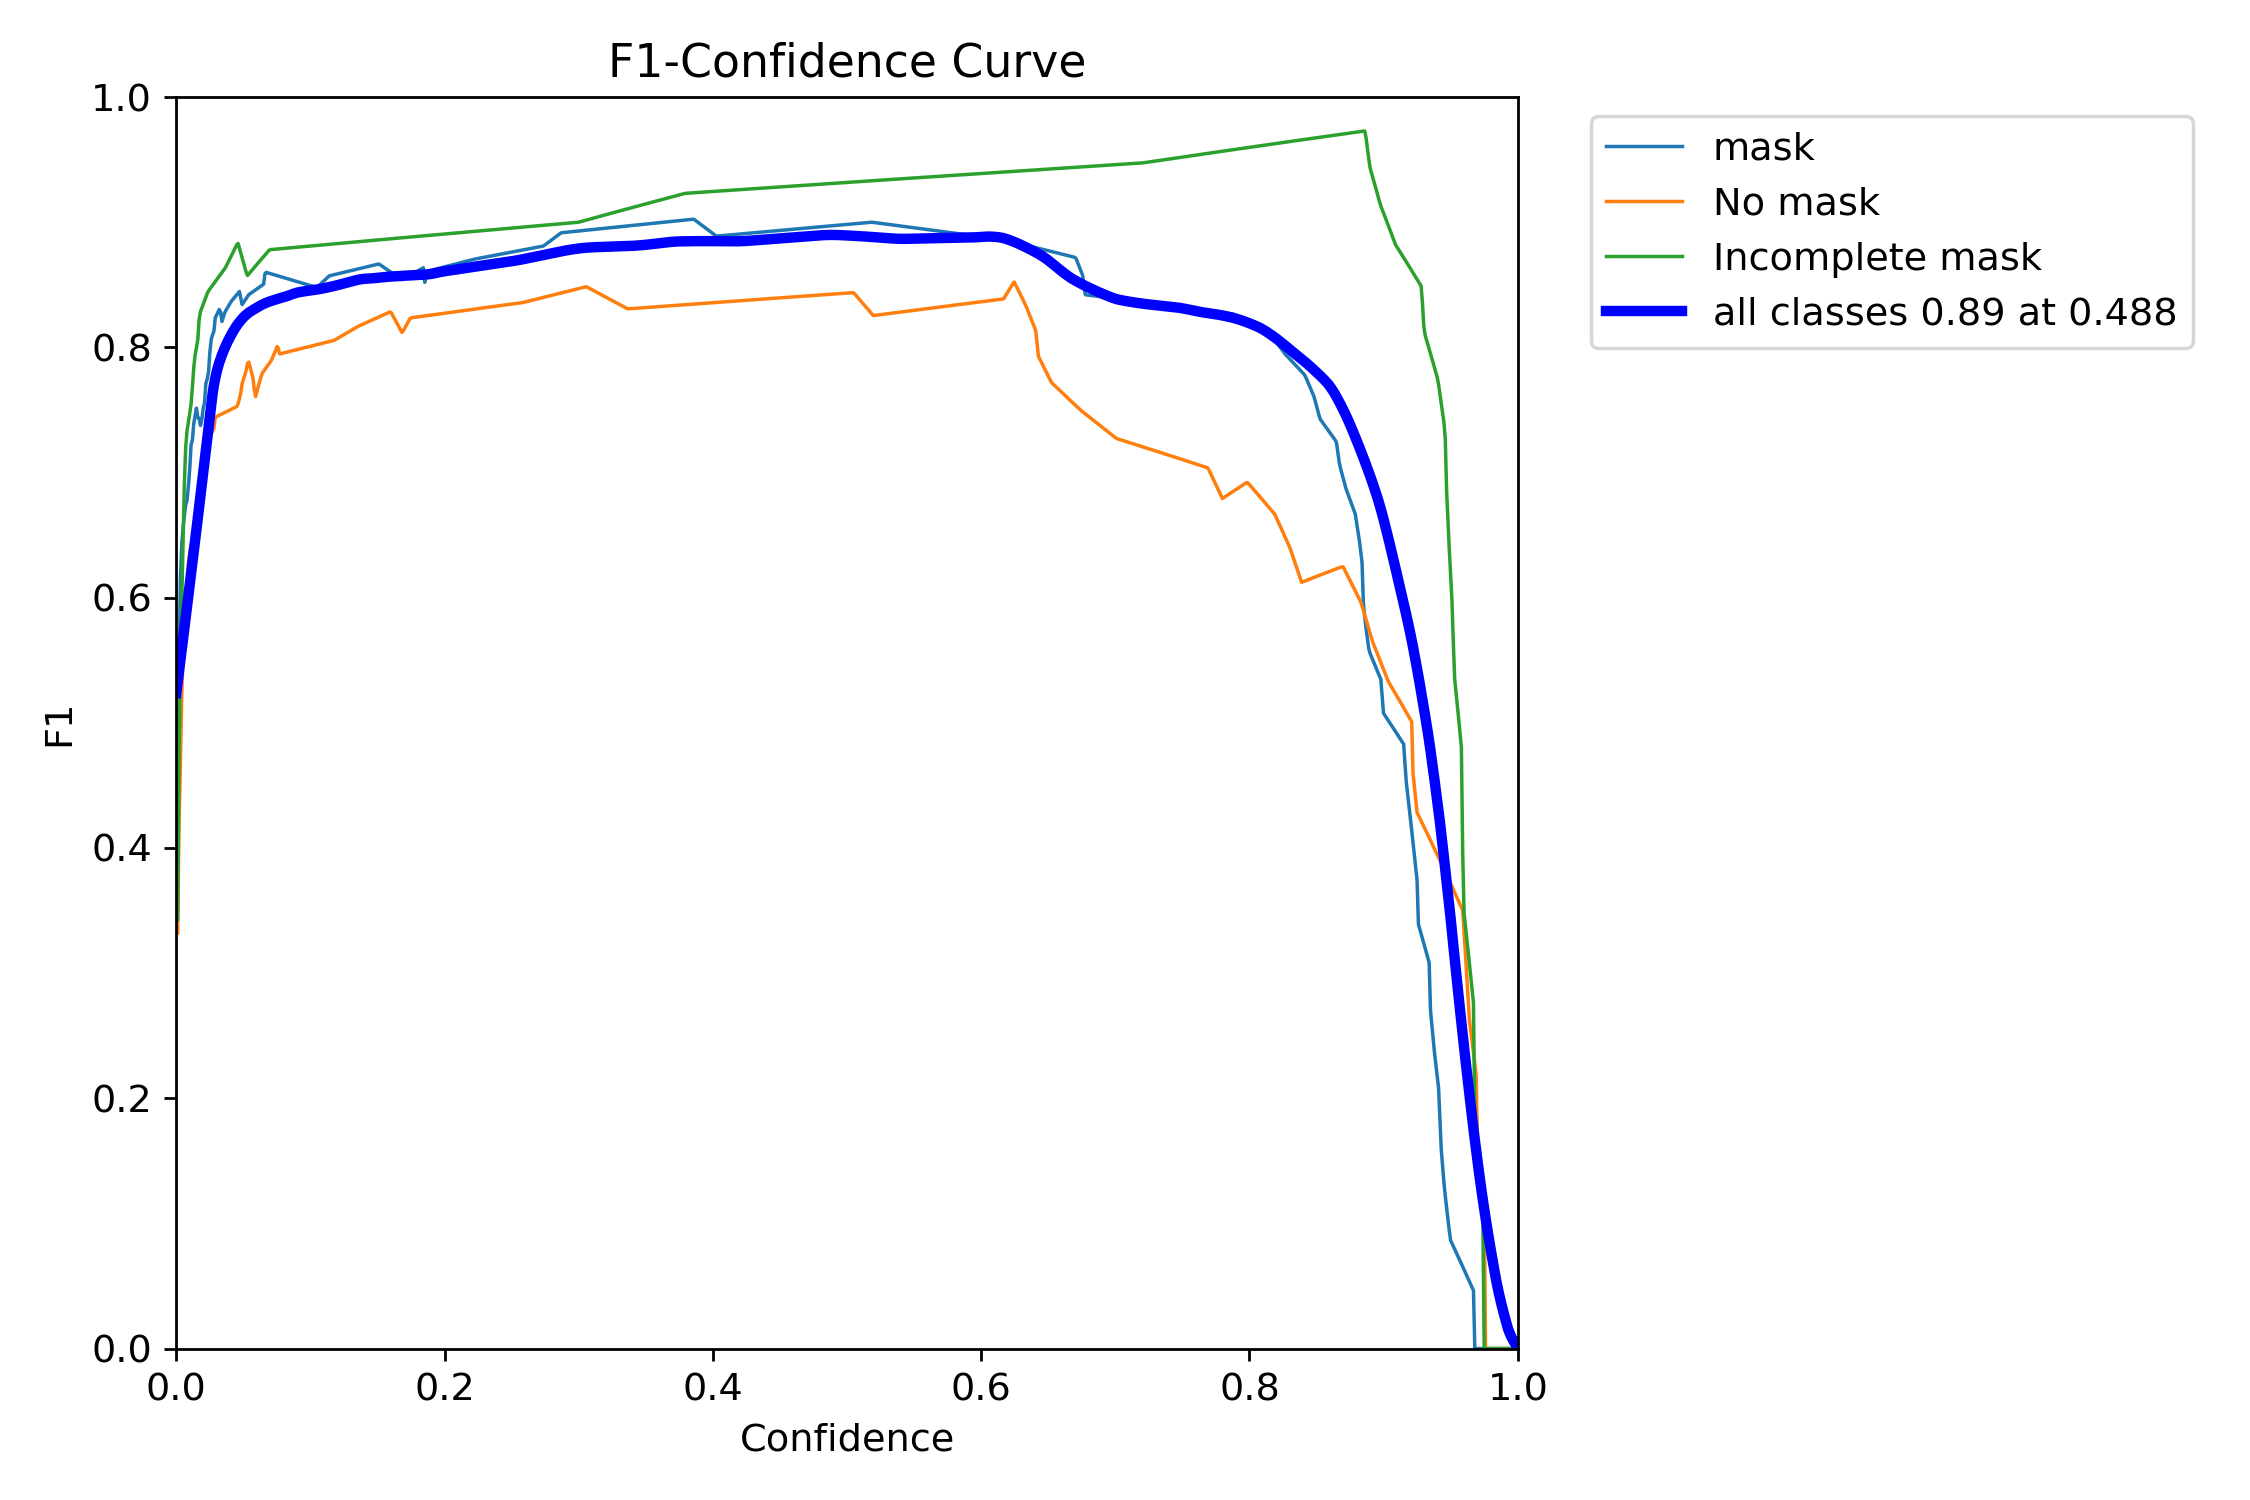 F1-Confidence Curve
1.0
0.8
0.6
0.4
0.2
0.0
F1
0.0 0.2 0.4 0.6 0.8 1.0
Confidence
mask
No mask
Incomplete mask
all classes 0.89 at 0.488